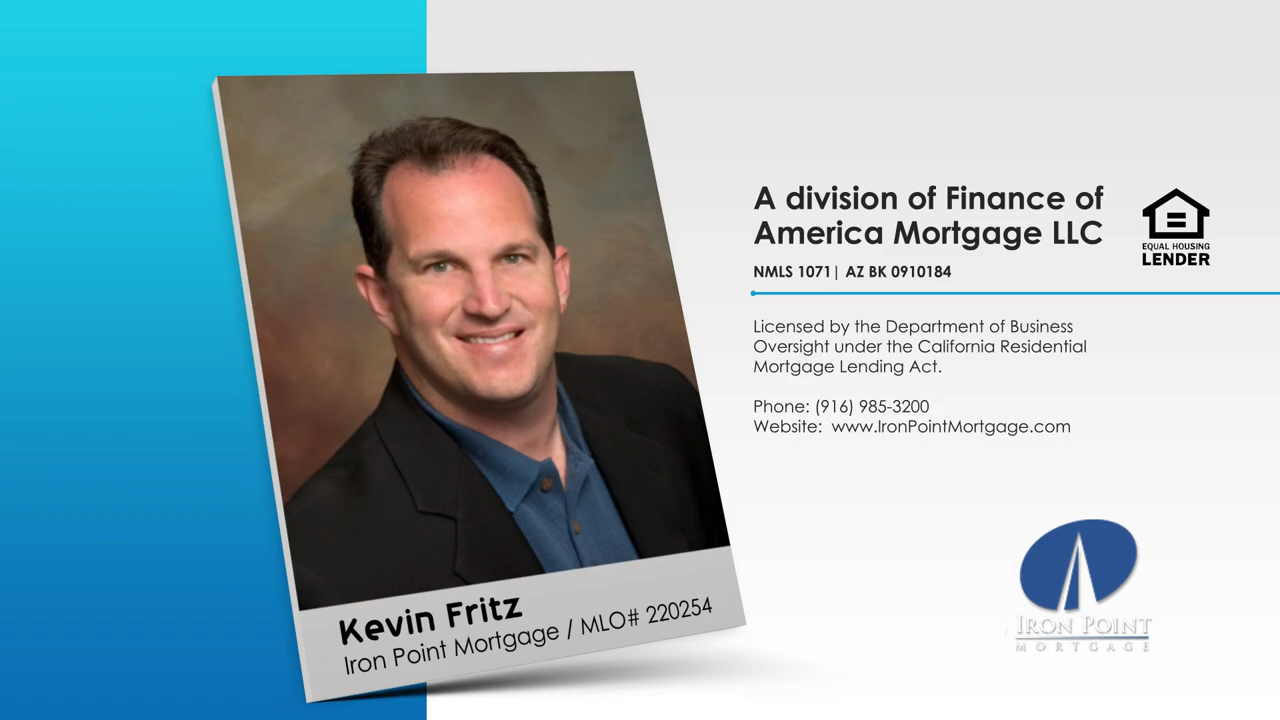 A division of Finance of
America Mortgage LLC
EQUAL HOUSING
LENDER
NMLS 1071| AZ BK 0910184
Licensed by the Department of Business
Oversight under the California Residential
Mortgage Lending Act.
Phone: (916) 985-3200
Website: www.IronPointMortgage.com
Kevin Fritz
Iron Point Mortgage / MLO# 220254
IRON POINT
MORTGAGE